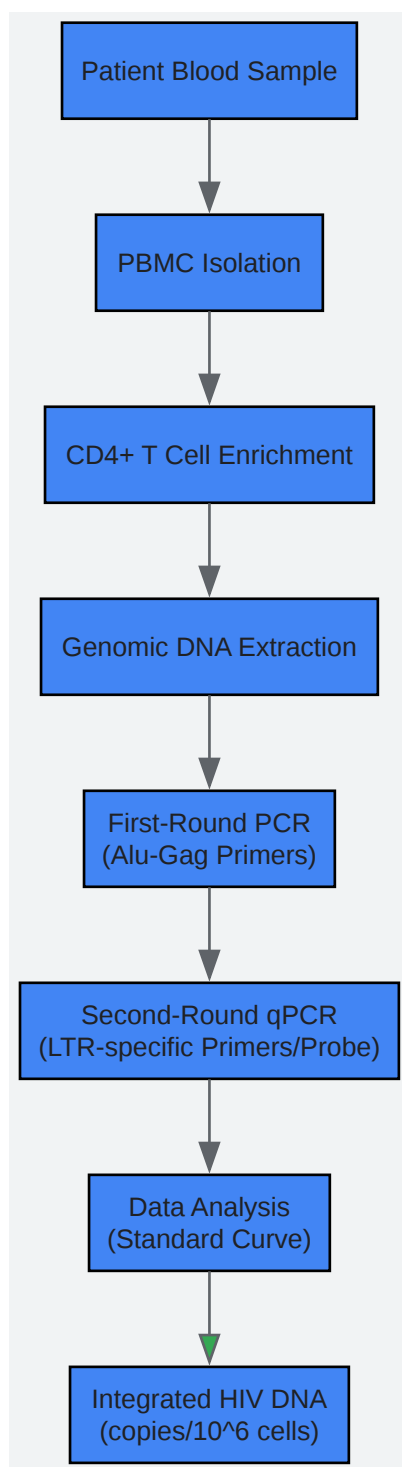 Patient Blood Sample
PBMC Isolation
CD4+ T Cell Enrichment
Genomic DNA Extraction
First-Round PCR
(Alu-Gag Primers)
Second-Round qPCR
(LTR-specific Primers/Probe)
Data Analysis
(Standard Curve)
Integrated HIV DNA
(copies/10^6 cells)